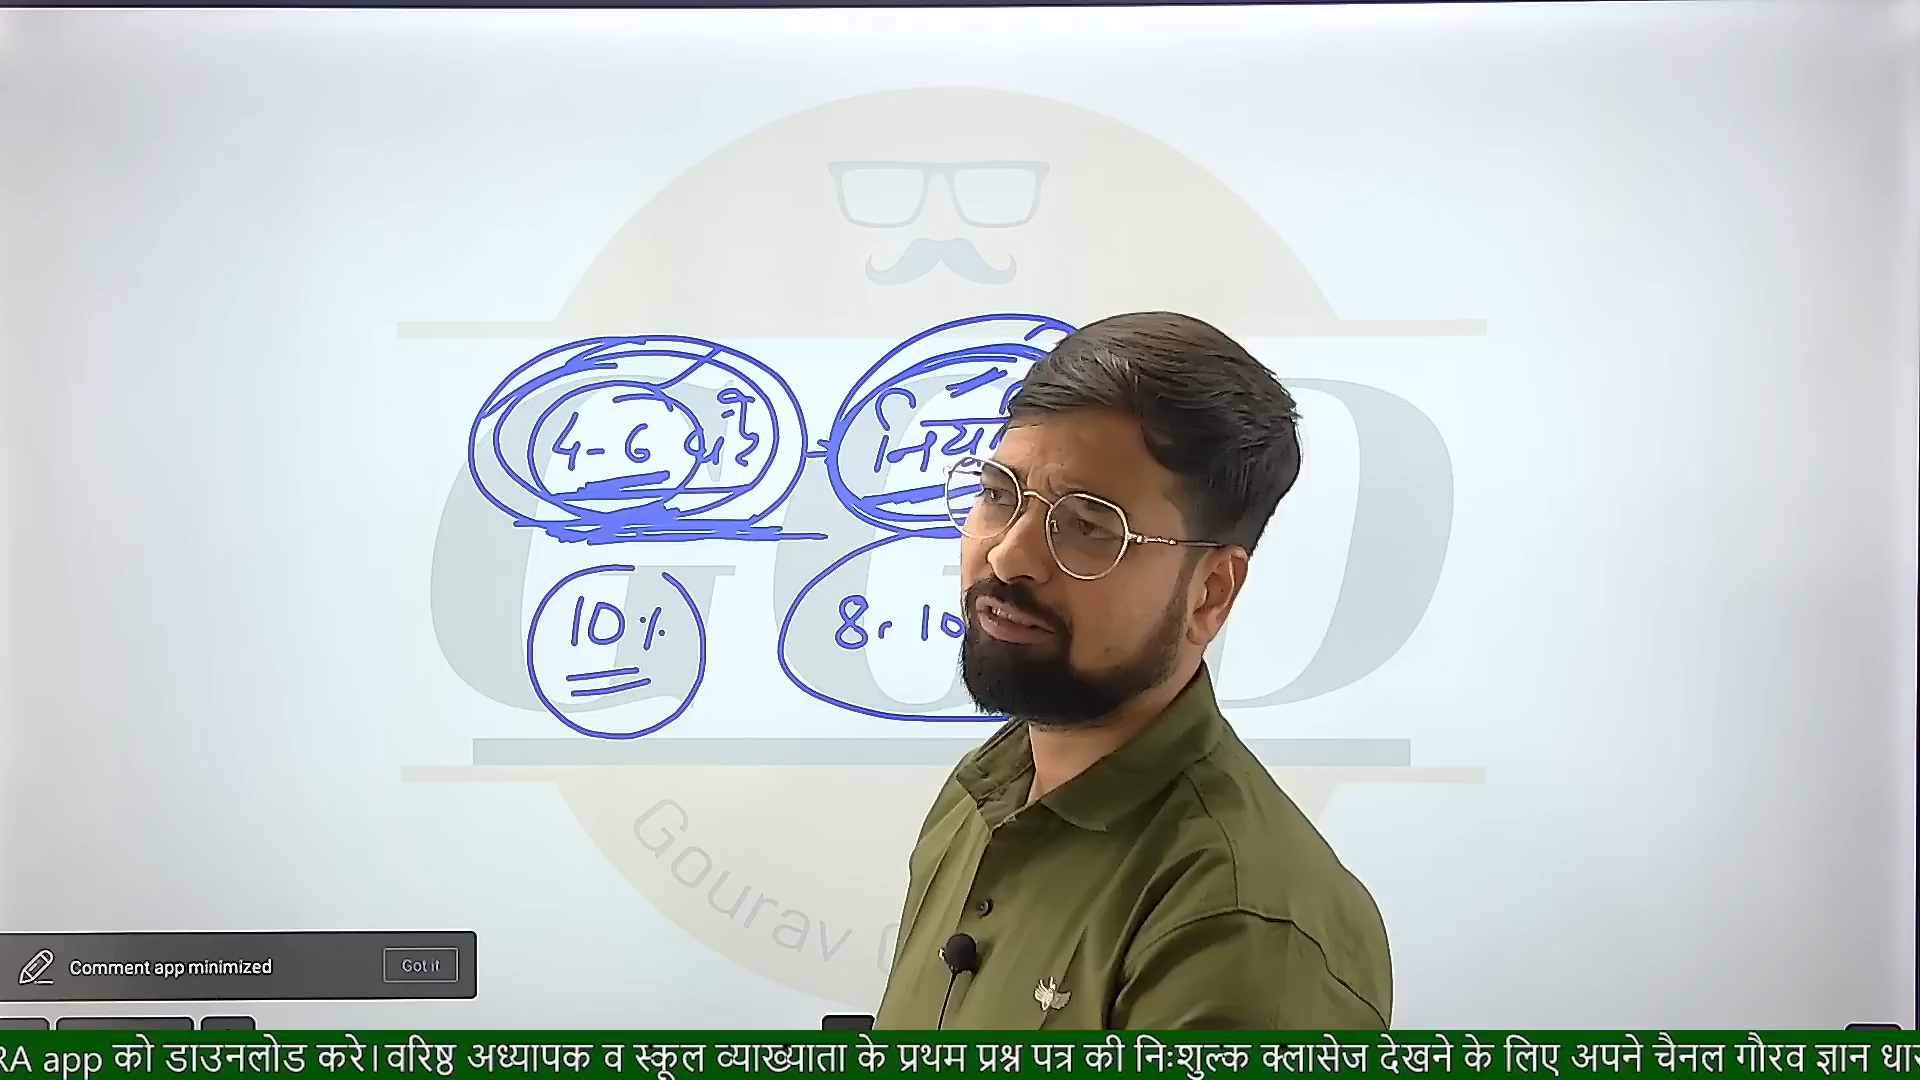 4-6 घंटे - नियम
10%
8, 10
Gourav G
Comment app minimized Got it
RA app को डाउनलोड करे।वरिष्ठ अध्यापक व स्कूल व्याख्याता के प्रथम प्रश्न पत्र की निःशुल्क क्लासेज देखने के लिए अपने चैनल गौरव ज्ञान धार